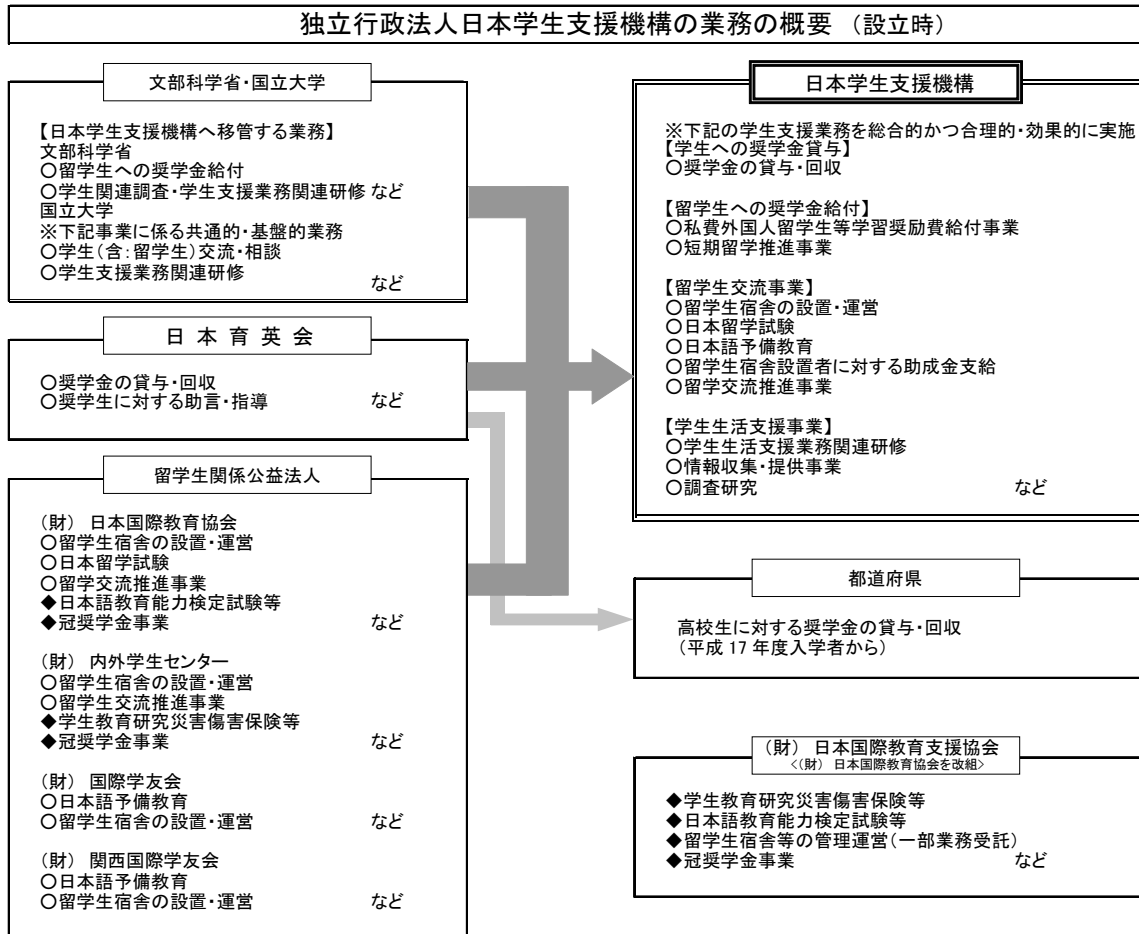 独立行政法人日本学生支援機構の業務の概要 (設立時)
文部科学省・国立大学
【日本学生支援機構へ移管する業務】
文部科学省
○留学生への奨学金給付
○学生関連調査・学生支援業務関連研修 など
国立大学
※下記事業に係る共通的・基盤的業務
○学生(含:留学生)交流・相談
○学生支援業務関連研修
など
日本育英会
○奨学金の貸与・回収
○奨学生に対する助言・指導 など
留学生関係公益法人
(財) 日本国際教育協会
○留学生宿舎の設置・運営
○日本留学試験
○留学交流推進事業
◆日本語教育能力検定試験等
◆冠奨学金事業 など
(財) 内外学生センター
○留学生宿舎の設置・運営
○留学生交流推進事業
◆学生教育研究災害傷害保険等
◆冠奨学金事業 など
(財) 国際学友会
○日本語予備教育
○留学生宿舎の設置・運営 など
(財) 関西国際学友会
○日本語予備教育
○留学生宿舎の設置・運営 など
日本学生支援機構
※下記の学生支援業務を総合的かつ合理的・効果的に実施
【学生への奨学金貸与】
○奨学金の貸与・回収
【留学生への奨学金給付】
○私費外国人留学生等学習奨励費給付事業
○短期留学推進事業
【留学生交流事業】
○留学生宿舎の設置・運営
○日本留学試験
○日本語予備教育
○留学生宿舎設置者に対する助成金支給
○留学交流推進事業
【学生生活支援事業】
○学生生活支援業務関連研修
○情報収集・提供事業
○調査研究 など
都道府県
高校生に対する奨学金の貸与・回収
(平成 17 年度入学者から)
(財) 日本国際教育支援協会
<(財) 日本国際教育協会を改組>
◆学生教育研究災害傷害保険等
◆日本語教育能力検定試験等
◆留学生宿舎等の管理運営(一部業務受託)
◆冠奨学金事業 など